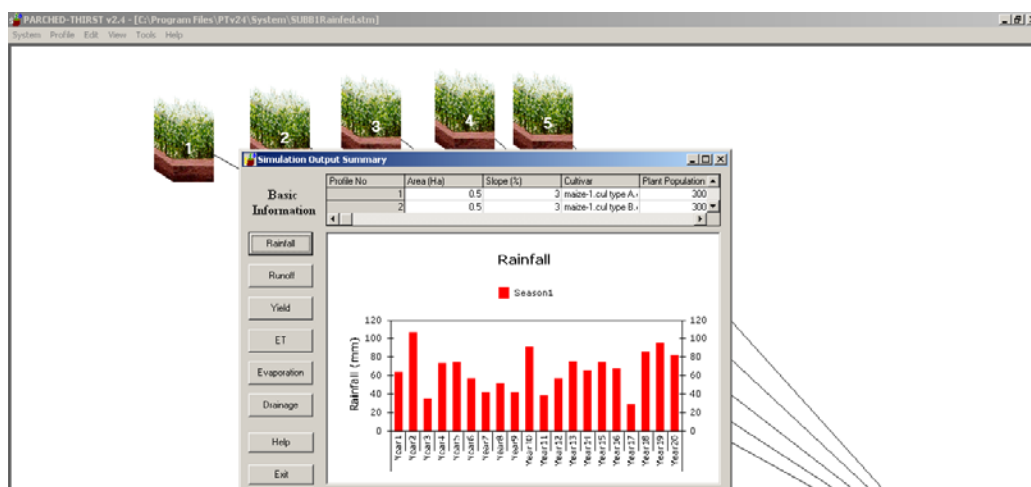 PARCHED-THIRST v2.4 - [C:\Program Files\PTv24\System\SUBB1Rainfed.stm]
System Profile Edit View Tools Help
1 2 3 4 5
Simulation Output Summary
Basic
Information
Profile No Area (Ha) Slope (%) Cultivar Plant Population
1 0.5 3 maize-1.cul type A. 300
2 0.5 3 maize-1.cul type B. 300
Rainfall
Runoff
Yield
ET
Evaporation
Drainage
Help
Exit
Rainfall
Season1
Rainfall (mm)
120 120
100 100
80 80
60 60
40 40
20 20
0 0
Year1 Year2 Year3 Year4 Year5 Year6 Year7 Year8 Year9 Year10 Year11 Year12 Year13 Year14 Year15 Year16 Year17 Year18 Year19 Year20